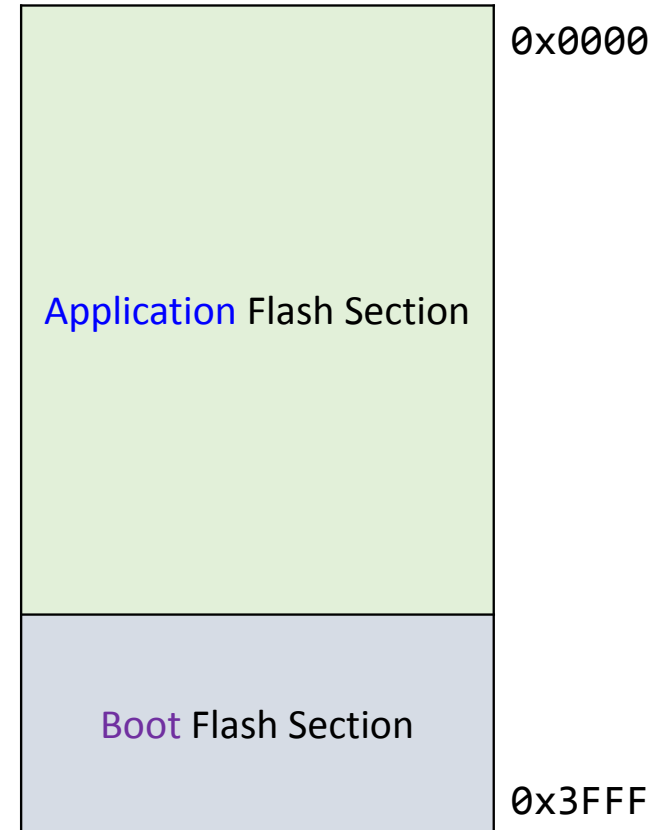 0x0000
Application Flash Section
Boot Flash Section
0x3FFF